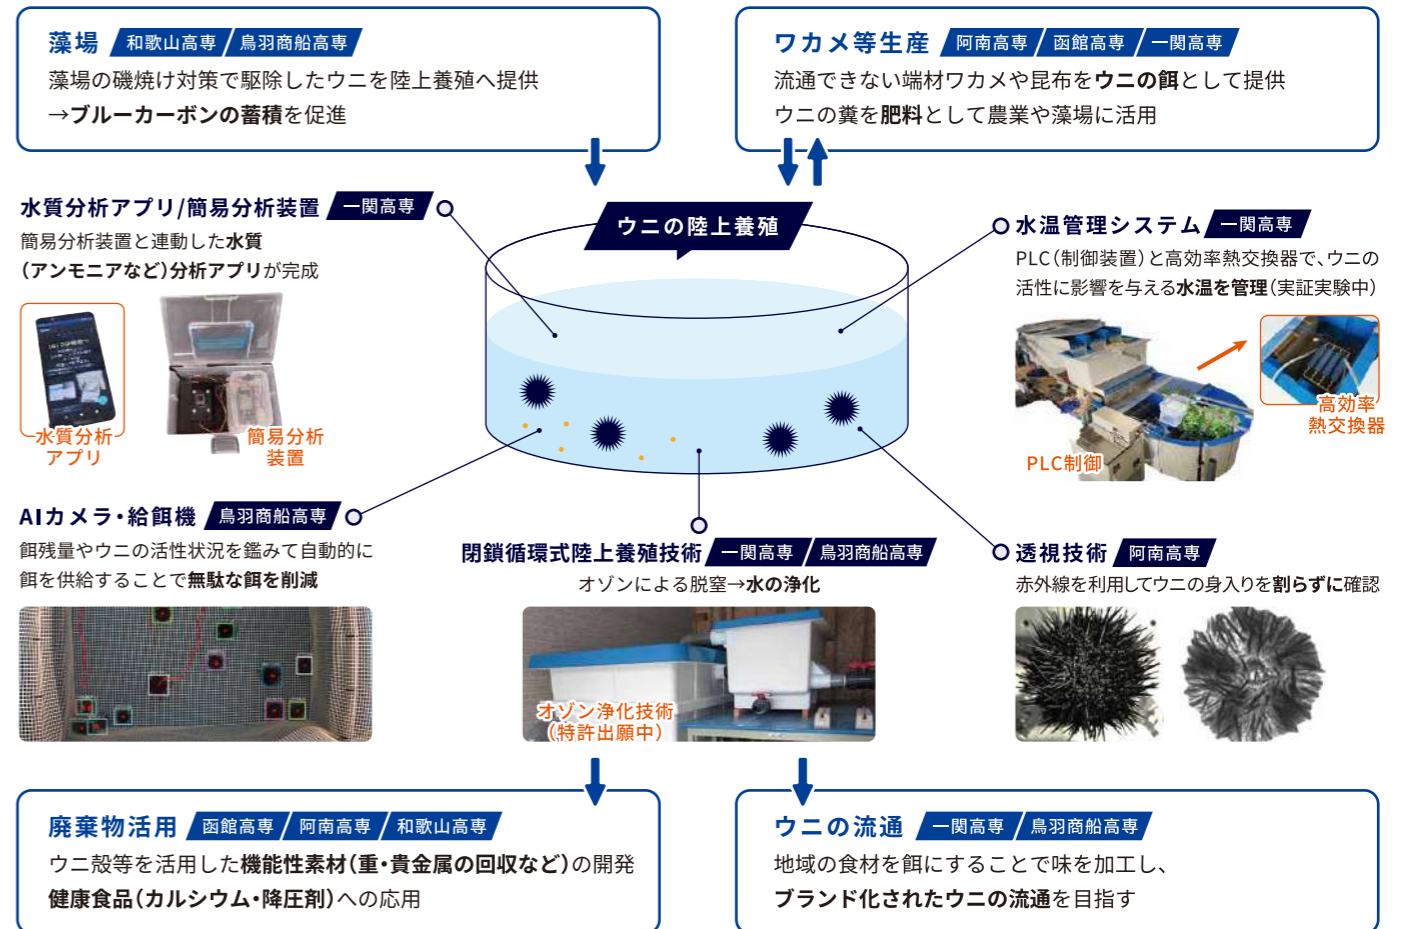 藻場 和歌山高専 鳥羽商船高専
藻場の磯焼け対策で駆除したウニを陸上養殖へ提供
→ブルーカーボンの蓄積を促進
ワカメ等生産 阿南高専 函館高専 一関高専
流通できない端材ワカメや昆布をウニの餌として提供
ウニの糞を肥料として農業や藻場に活用
ウニの陸上養殖
水質分析アプリ/簡易分析装置 一関高専
簡易分析装置と連動した水質
（アンモニアなど）分析アプリが完成
水質分析
アプリ
簡易分析
装置
水温管理システム 一関高専
PLC（制御装置）と高効率熱交換器で、ウニの
活性に影響を与える水温を管理（実証実験中）
高効率
熱交換器
PLC制御
AIカメラ・給餌機 鳥羽商船高専
餌残量やウニの活性状況を鑑みて自動的に
餌を供給することで無駄な餌を削減
閉鎖循環式陸上養殖技術 一関高専 鳥羽商船高専
オゾンによる脱窒→水の浄化
オゾン浄化技術
（特許出願中）
透視技術 阿南高専
赤外線を利用してウニの身入りを割らずに確認
廃棄物活用 函館高専 阿南高専 和歌山高専
ウニ殻等を活用した機能性素材（重・貴金属の回収など）の開発
健康食品（カルシウム・降圧剤）への応用
ウニの流通 一関高専 鳥羽商船高専
地域の食材を餌にすることで味を加工し、
ブランド化されたウニの流通を目指す